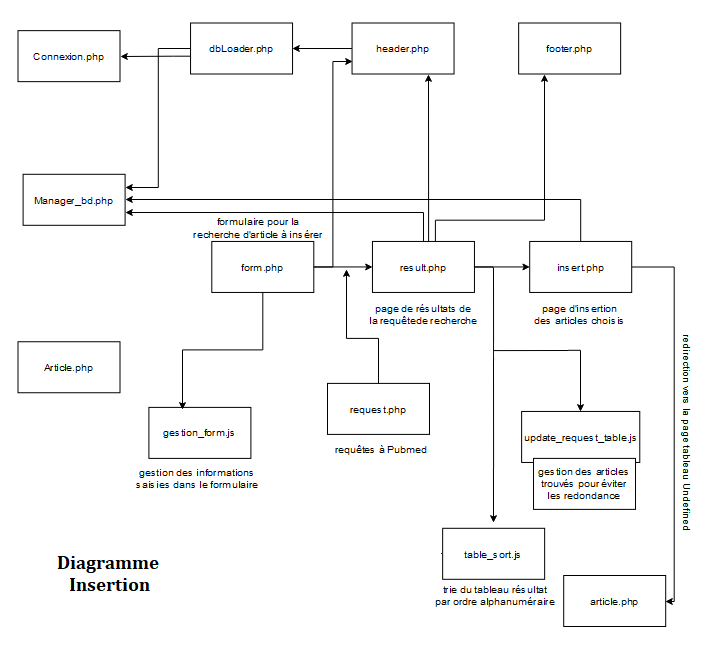 Connexion.php
dbLoader.php
header.php
footer.php
Manager_bd.php
formulaire pour la
recherche d'article à insérer
form.php
result.php
insert.php
page de résultats de
la requêtede recherche
page d'insertion
des articles choisis
redirection vers la page tableau Undefined
Article.php
request.php
requêtes à Pubmed
gestion_form.js
gestion des informations
saisies dans le formulaire
update_request_table.js
gestion des articles
trouvés pour éviter
les redondance
table_sort.js
trie du tableau résultat
par ordre alphanuméraire
Diagramme
Insertion
article.php